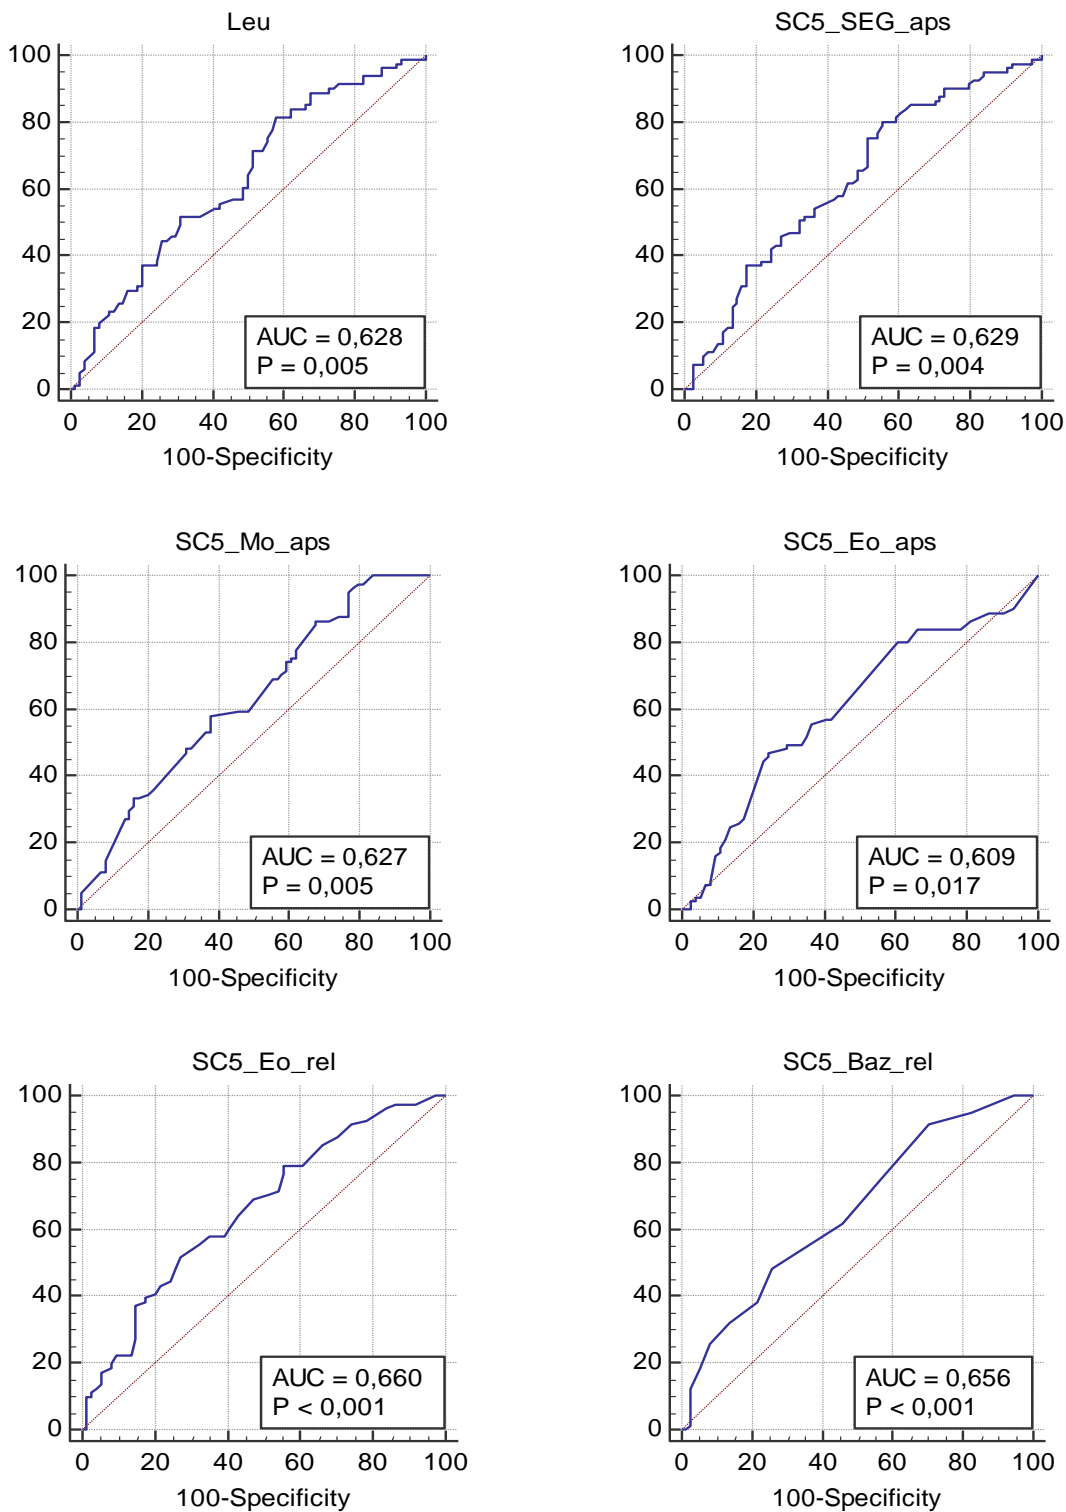 Leu
100
80
60
40
20
0
AUC = 0,628
P = 0,005
0 20 40 60 80 100
100-Specificity
SC5_SEG_aps
100
80
60
40
20
0
AUC = 0,629
P = 0,004
0 20 40 60 80 100
100-Specificity
SC5_Mo_aps
100
80
60
40
20
0
AUC = 0,627
P = 0,005
0 20 40 60 80 100
100-Specificity
SC5_Eo_aps
100
80
60
40
20
0
AUC = 0,609
P = 0,017
0 20 40 60 80 100
100-Specificity
SC5_Eo_rel
100
80
60
40
20
0
AUC = 0,660
P < 0,001
0 20 40 60 80 100
100-Specificity
SC5_Baz_rel
100
80
60
40
20
0
AUC = 0,656
P < 0,001
0 20 40 60 80 100
100-Specificity